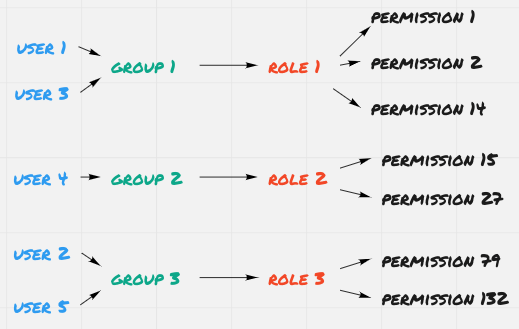 PERMISSION 1
USER 1
GROUP 1
ROLE 1
PERMISSION 2
USER 3
PERMISSION 14
USER 4
GROUP 2
ROLE 2
PERMISSION 15
PERMISSION 27
USER 2
GROUP 3
ROLE 3
PERMISSION 79
USER 5
PERMISSION 132